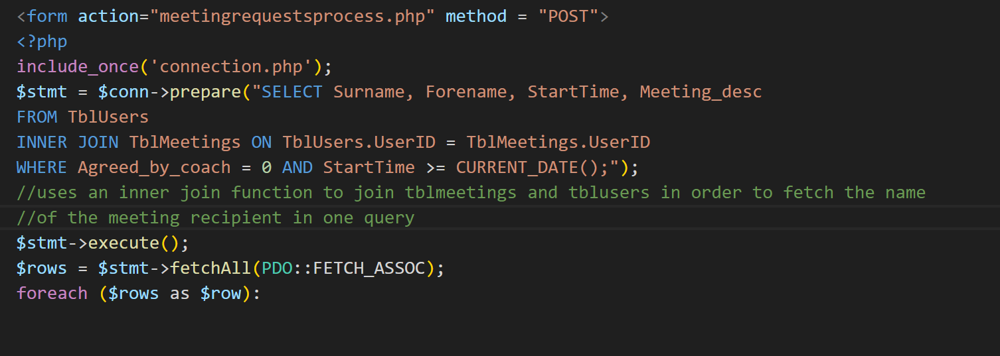 <form action="meetingrequestsprocess.php" method = "POST">
<?php
include_once('connection.php');
$stmt = $conn->prepare("SELECT Surname, Forename, StartTime, Meeting_desc
FROM TblUsers
INNER JOIN TblMeetings ON TblUsers.UserID = TblMeetings.UserID
WHERE Agreed_by_coach = 0 AND StartTime >= CURRENT_DATE();");
//uses an inner join function to join tblmeetings and tblusers in order to fetch the name
//of the meeting recipient in one query
$stmt->execute();
$rows = $stmt->fetchAll(PDO::FETCH_ASSOC);
foreach ($rows as $row):